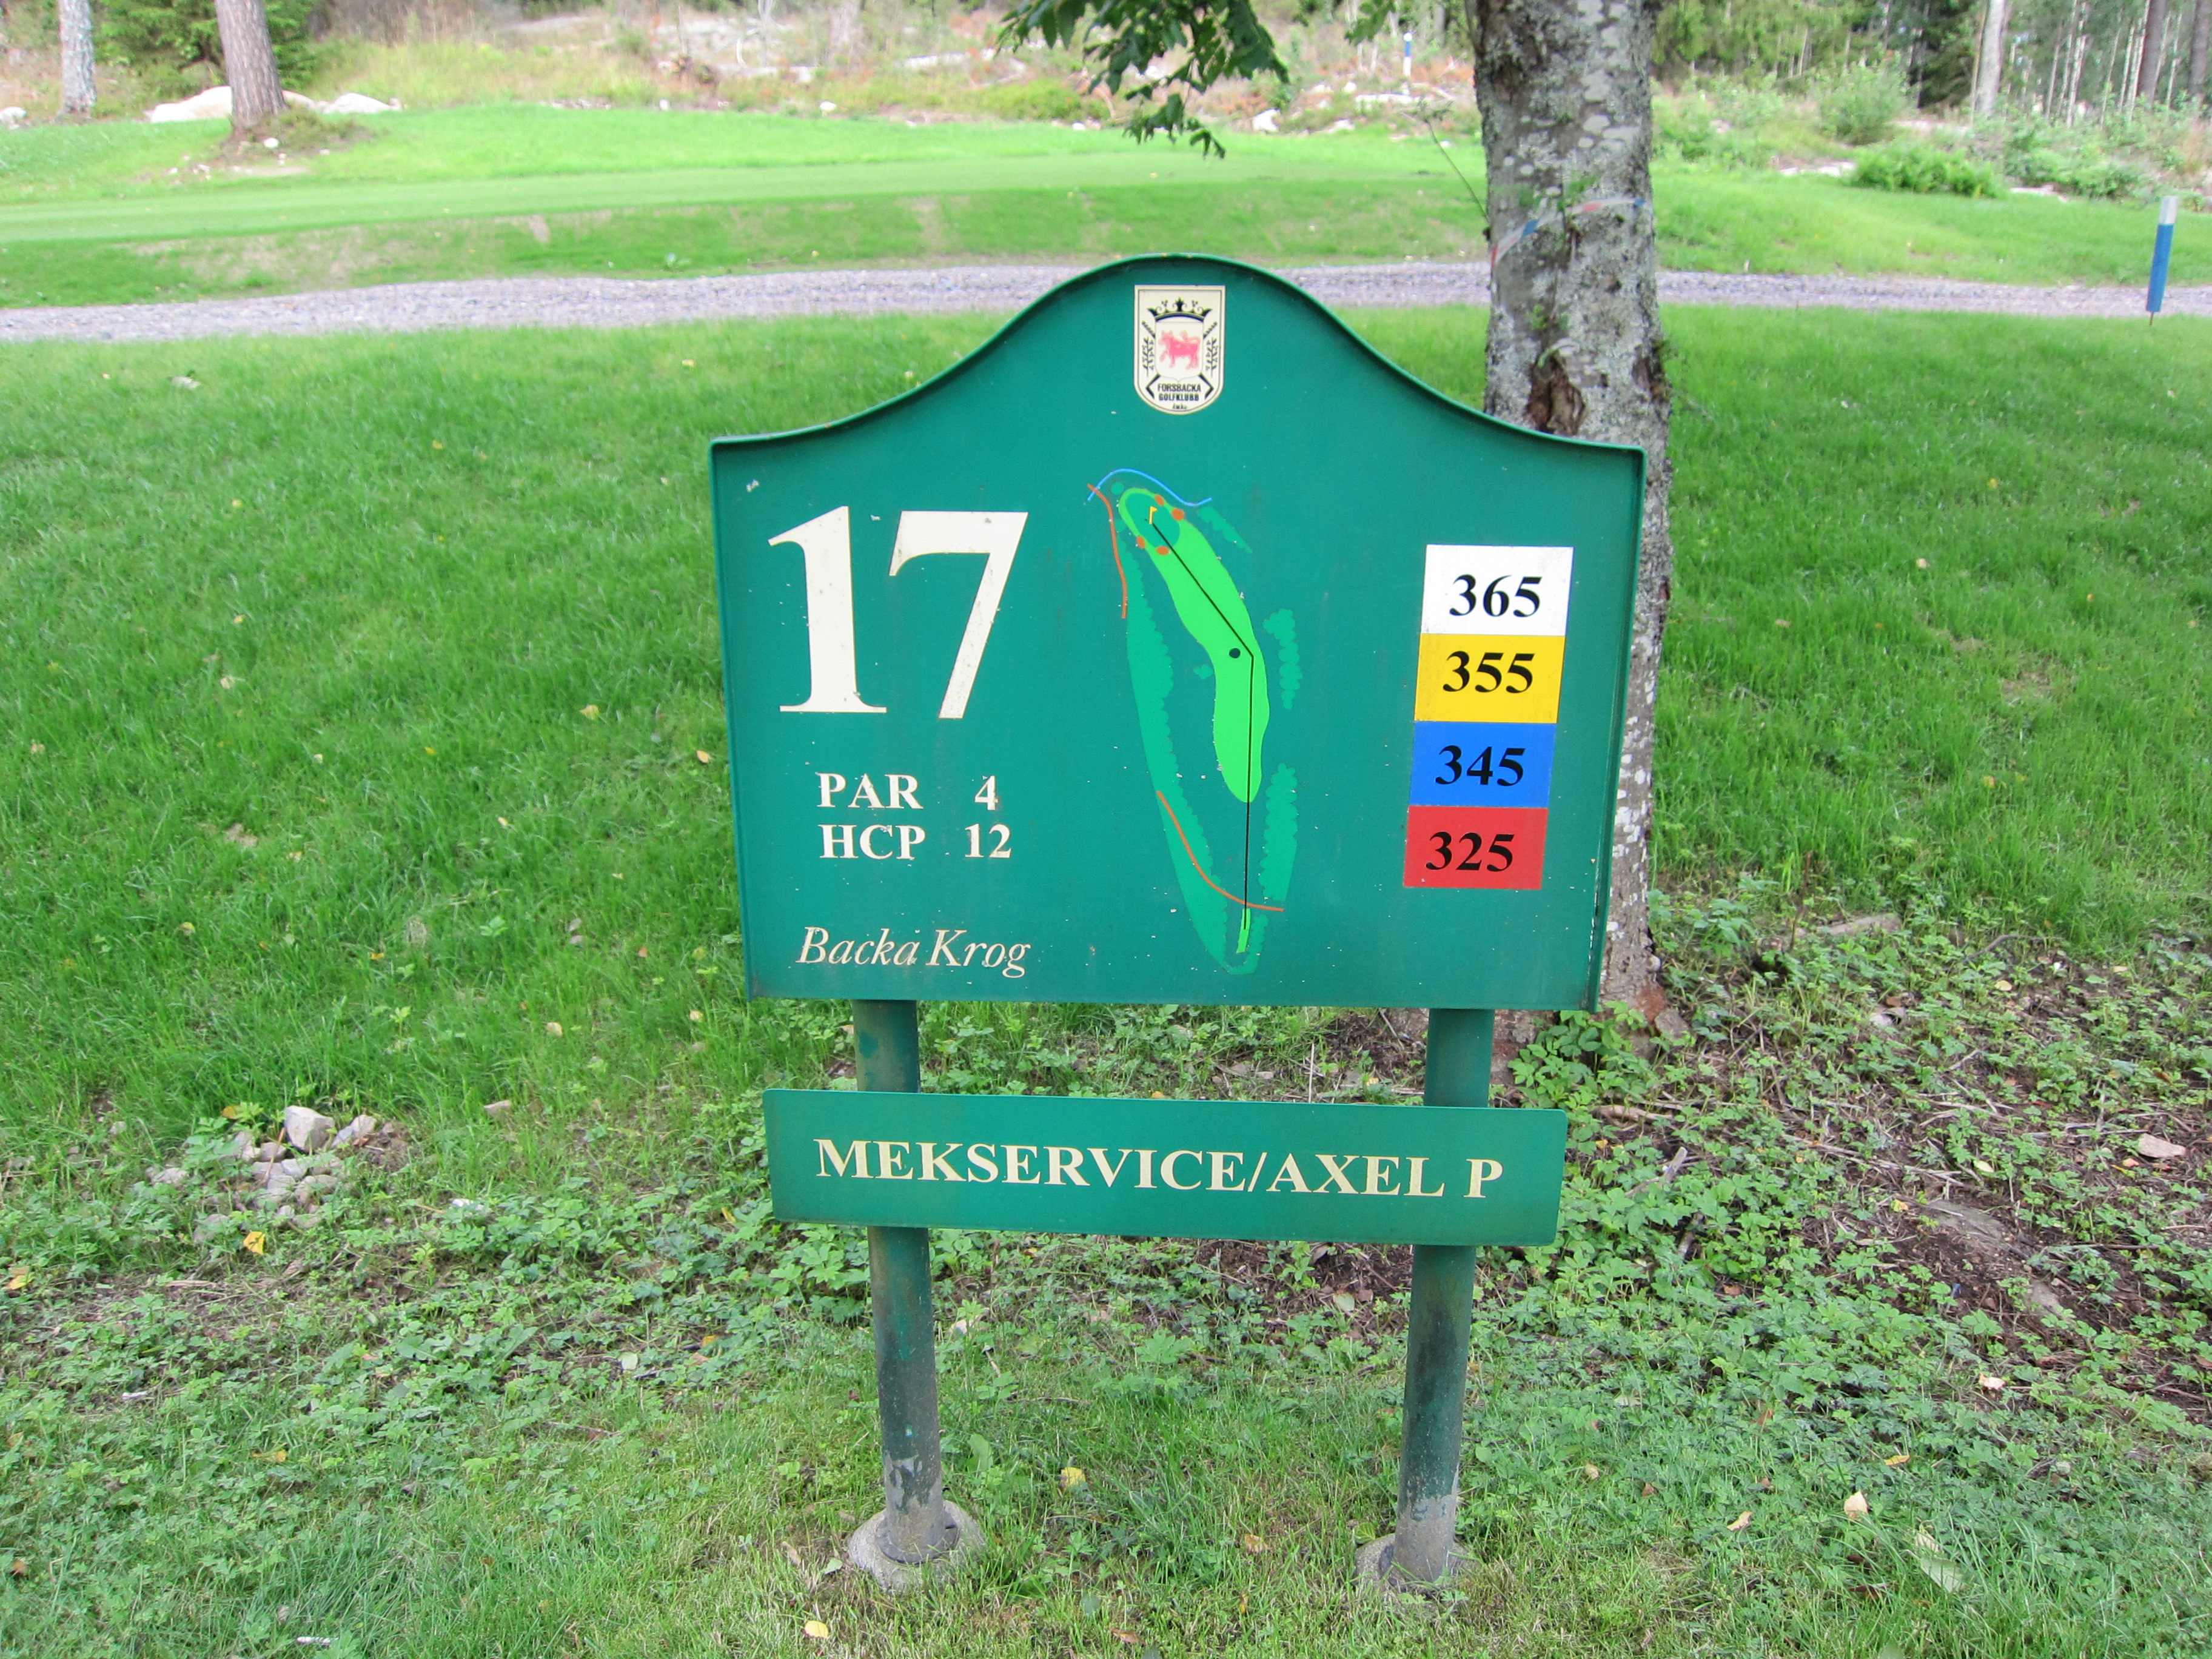 FORSBACKA
GOLFKLUBB
17
PAR 4
HCP 12
Backa Krog
365
355
345
325
MEKSERVICE/AXEL P